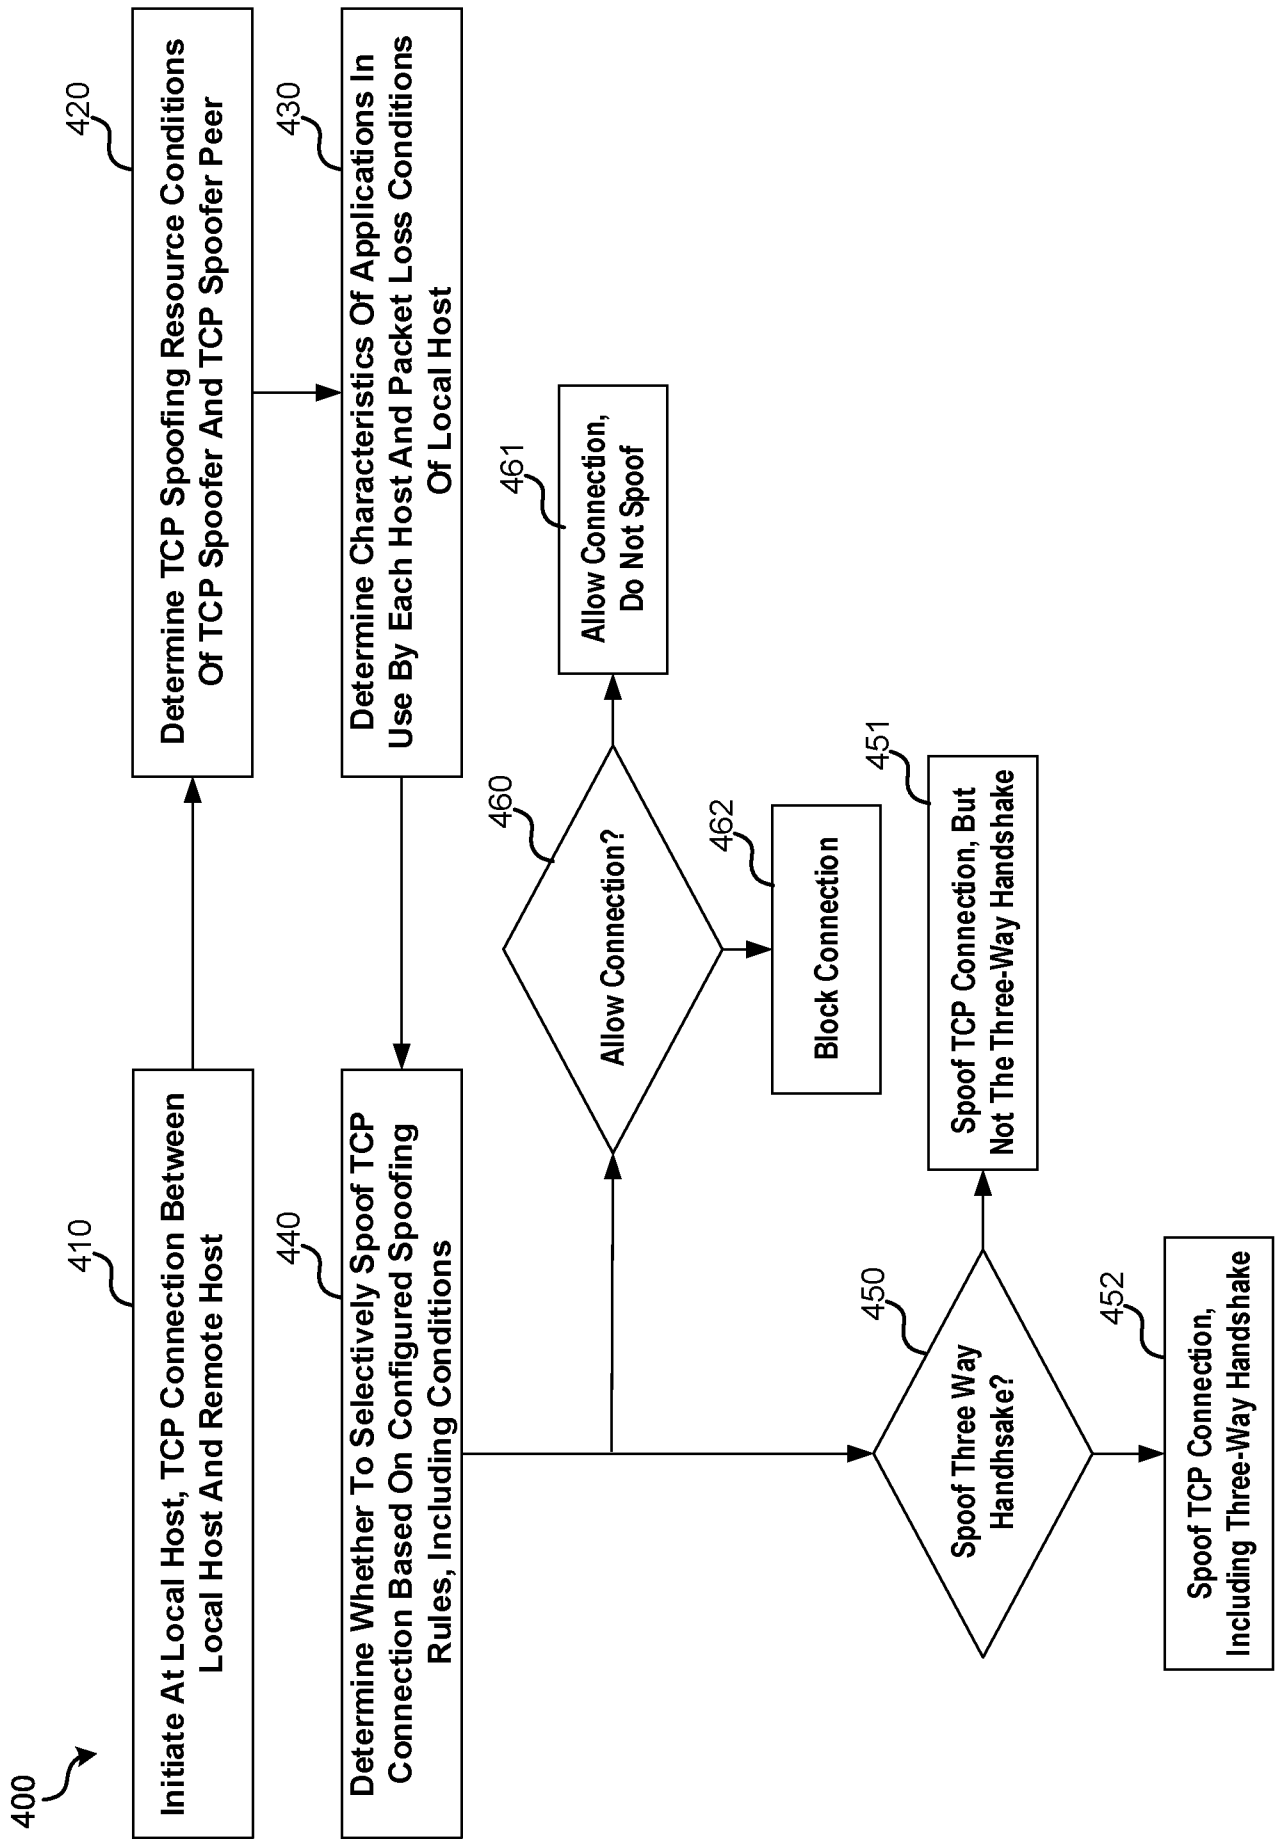 400
410
Initiate At Local Host, TCP Connection Between
Local Host And Remote Host
420
Determine TCP Spoofing Resource Conditions
Of TCP Spoofer And TCP Spoofer Peer
430
Determine Characteristics Of Applications In
Use By Each Host And Packet Loss Conditions
Of Local Host
440
Determine Whether To Selectively Spoof TCP
Connection Based On Configured Spoofing
Rules, Including Conditions
460
Allow Connection?
461
Allow Connection,
Do Not Spoof
462
Block Connection
450
Spoof Three Way
Handhsake?
451
Spoof TCP Connection, But
Not The Three-Way Handshake
452
Spoof TCP Connection,
Including Three-Way Handshake